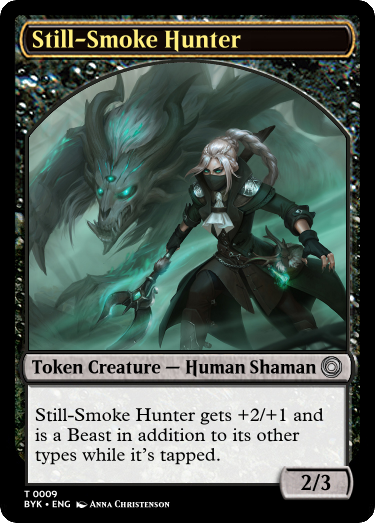 Still-Smoke Hunter
Token Creature — Human Shaman
Still-Smoke Hunter gets +2/+1 and
is a Beast in addition to its other
types while it's tapped.
2/3
T 0009
BYK • ENG Anna Christenson